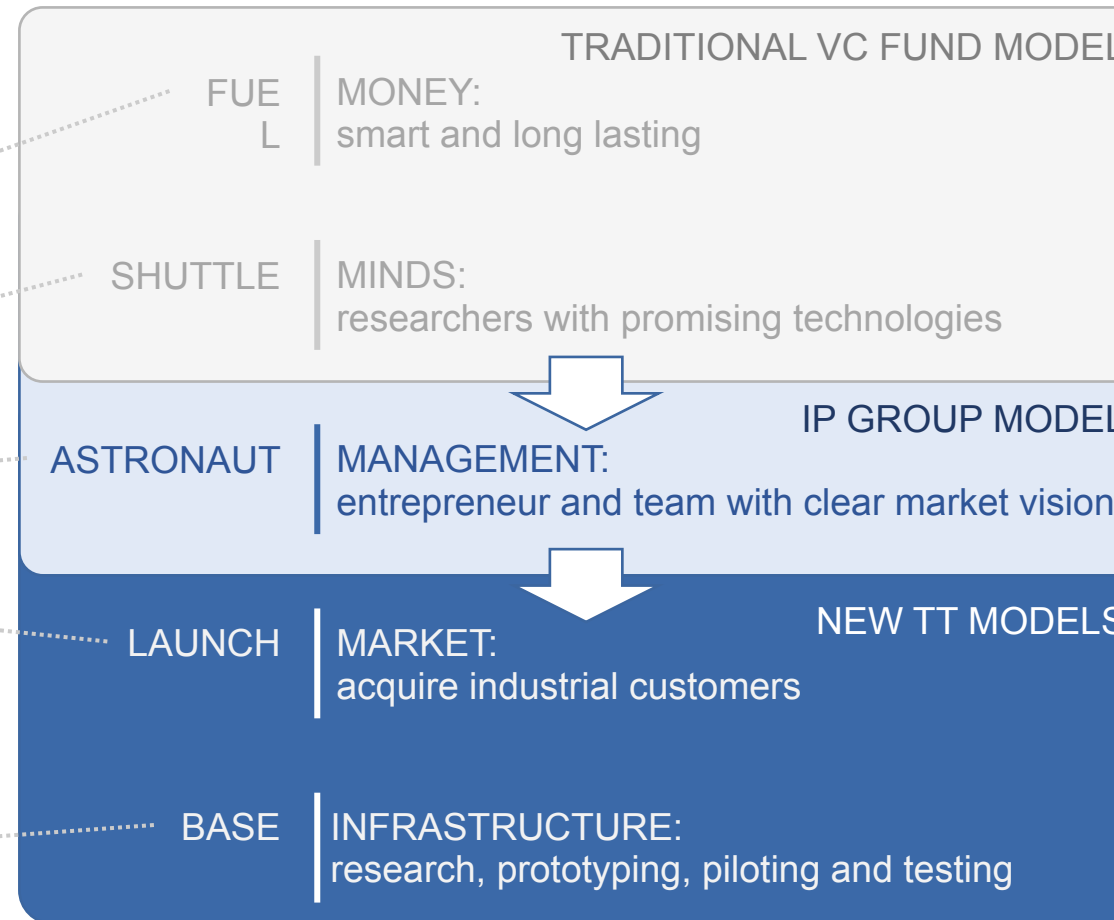 TRADITIONAL VC FUND MODEL
FUE
L
MONEY:
smart and long lasting
SHUTTLE
MINDS:
researchers with promising technologies
IP GROUP MODEL
ASTRONAUT
MANAGEMENT:
entrepreneur and team with clear market vision
NEW TT MODELS
LAUNCH
MARKET:
acquire industrial customers
BASE
INFRASTRUCTURE:
research, prototyping, piloting and testing